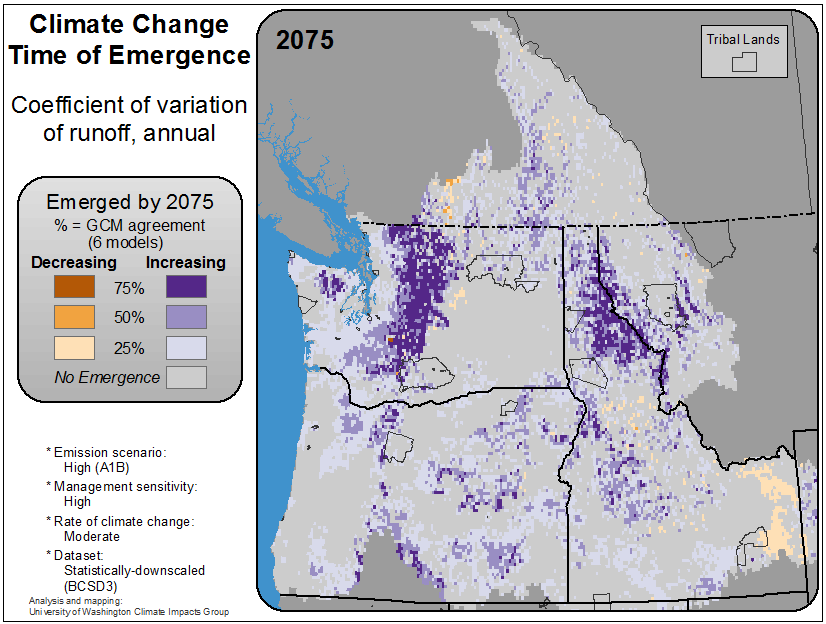 Climate Change
Time of Emergence
Coefficient of variation
of runoff, annual
Emerged by 2075
% = GCM agreement
(6 models)
Decreasing Increasing
75%
50%
25%
No Emergence
* Emission scenario:
High (A1B)
* Management sensitivity:
High
* Rate of climate change:
Moderate
* Dataset:
Statistically-downscaled
(BCSD3)
Analysis and mapping:
University of Washington Climate Impacts Group
2075
Tribal Lands